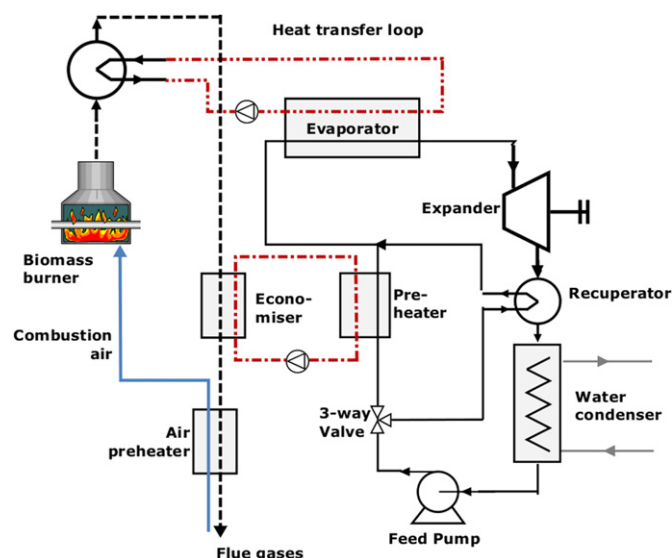 Heat transfer loop
Evaporator
Expander
Biomass
burner
Econo-
miser
Pre-
heater
Recuperator
Combustion
air
3-way
Valve
Water
condenser
Air
preheater
Feed Pump
Flue gases